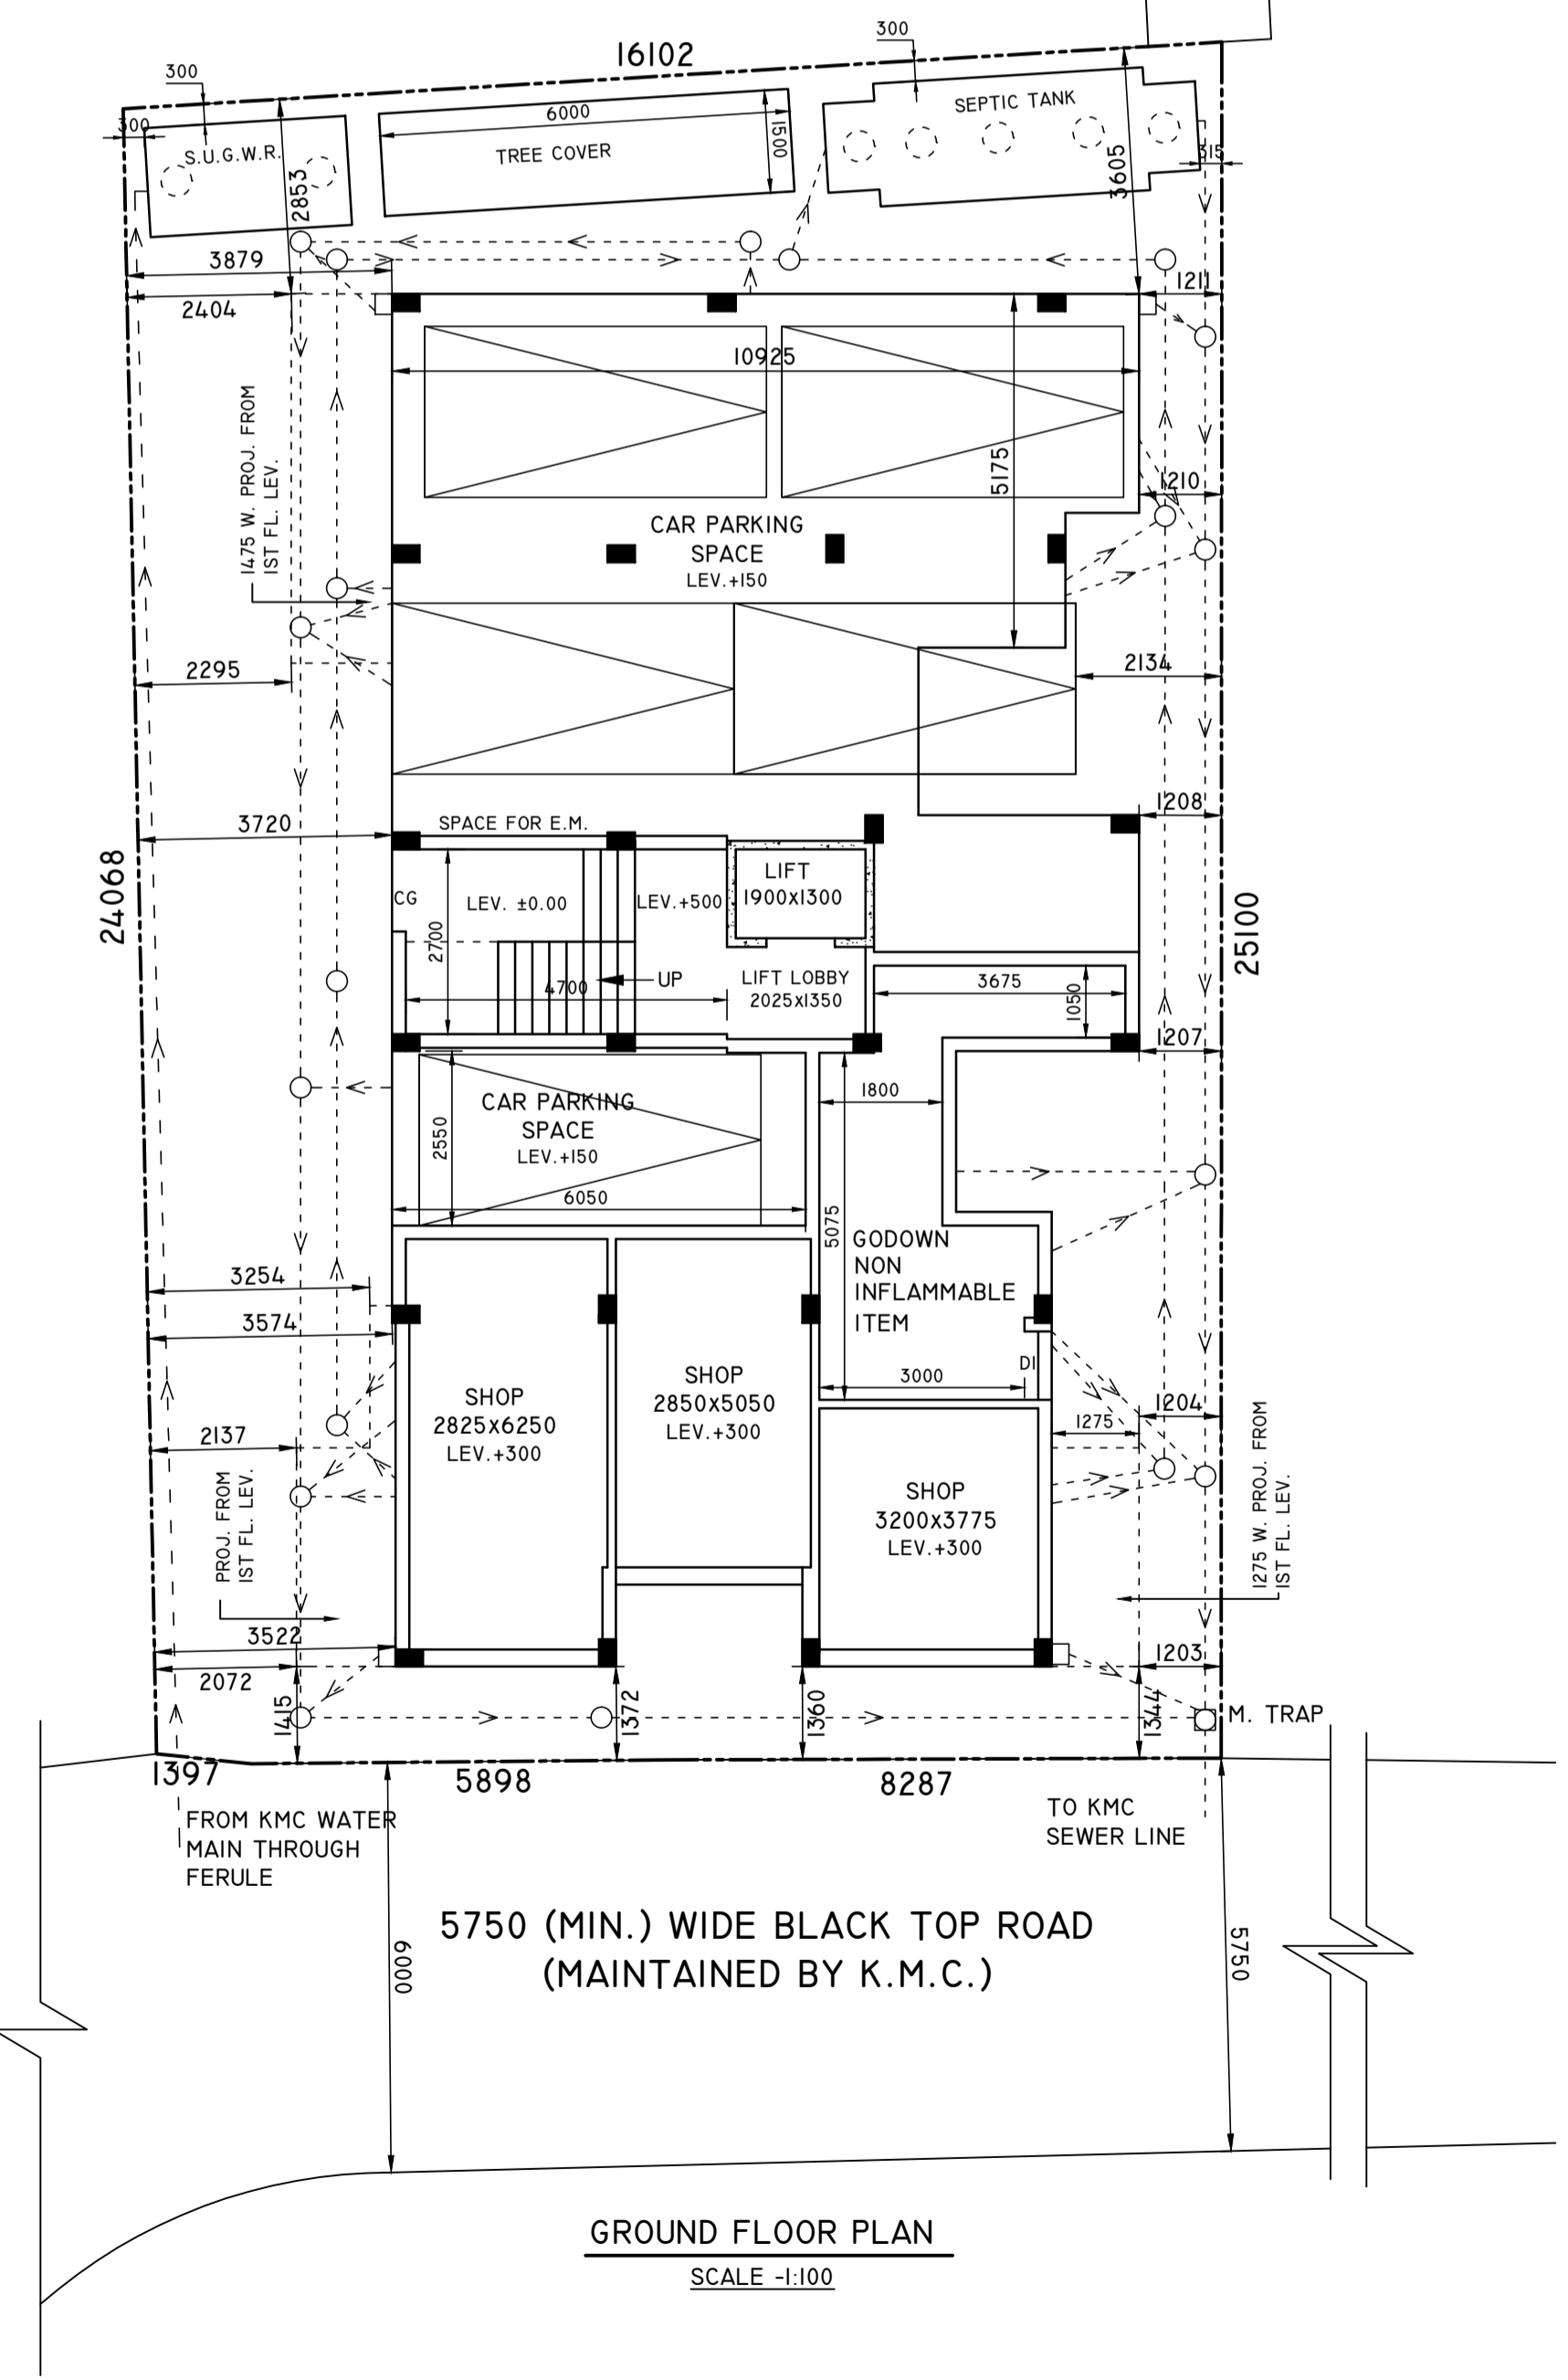 300
16102
300
300
S.U.G.W.R.
6000
TREE COVER
1500
SEPTIC TANK
315
2853
3605
3879
2404
1211
10925
1475 W. PROJ. FROM
1ST FL. LEV.
5175
1210
CAR PARKING
SPACE
LEV.+150
2295
2134
3720
SPACE FOR E.M.
1208
24068
25100
CG
LEV. ±0.00
LEV.+500
LIFT
1900x1300
2700
UP
4700
LIFT LOBBY
2025x1350
3675
1050
1207
CAR PARKING
SPACE
LEV.+150
2550
6050
1800
5075
GODOWN
NON
INFLAMMABLE
ITEM
3254
3574
DI
3000
SHOP
2825x6250
LEV.+300
SHOP
2850x5050
LEV.+300
1204
1275
2137
PROJ. FROM
1ST FL. LEV.
SHOP
3200x3775
LEV.+300
1275 W. PROJ. FROM
1ST FL. LEV.
3522
2072
1203
1415
1372
1360
1344
M. TRAP
1397
5898
8287
FROM KMC WATER
MAIN THROUGH
FERULE
TO KMC
SEWER LINE
5750 (MIN.) WIDE BLACK TOP ROAD
(MAINTAINED BY K.M.C.)
6000
5750
GROUND FLOOR PLAN
SCALE -1:100